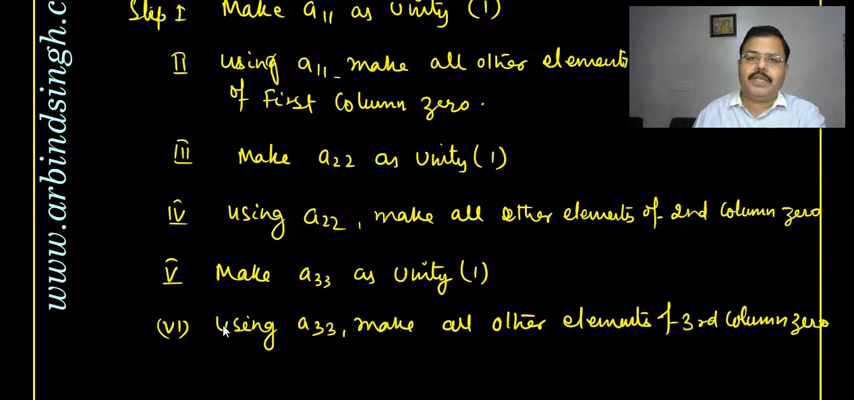 www.arbindsingh.c
Step I Make a11 as Unity (1)
II Using a11, make all other elements
of First Column zero.
III Make a22 as Unity (1)
IV Using a22, make all other elements of 2nd Column zero
V Make a33 as Unity (1)
(VI) Using a33, make all other elements of 3rd Column zero